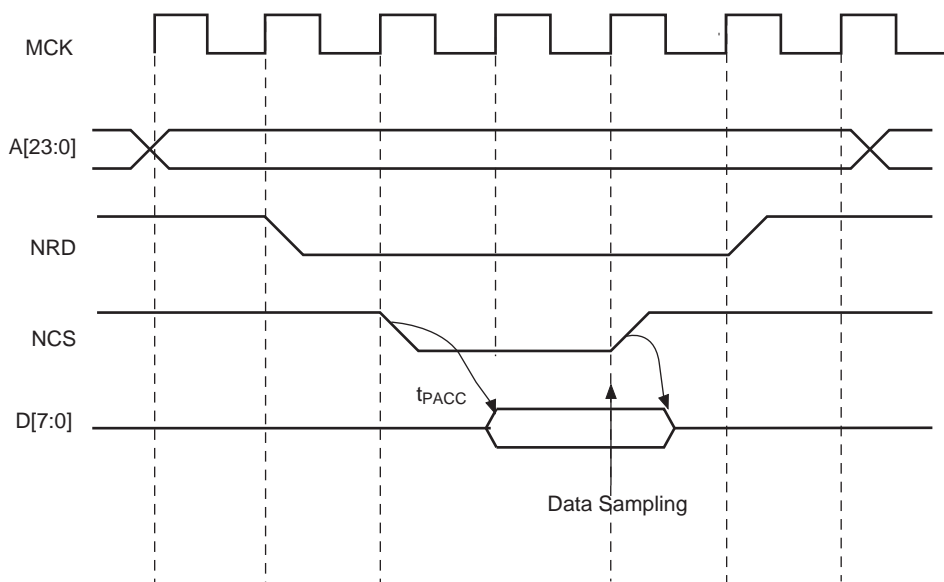 MCK
A[23:0]
NRD
NCS
tPACC
D[7:0]
Data Sampling